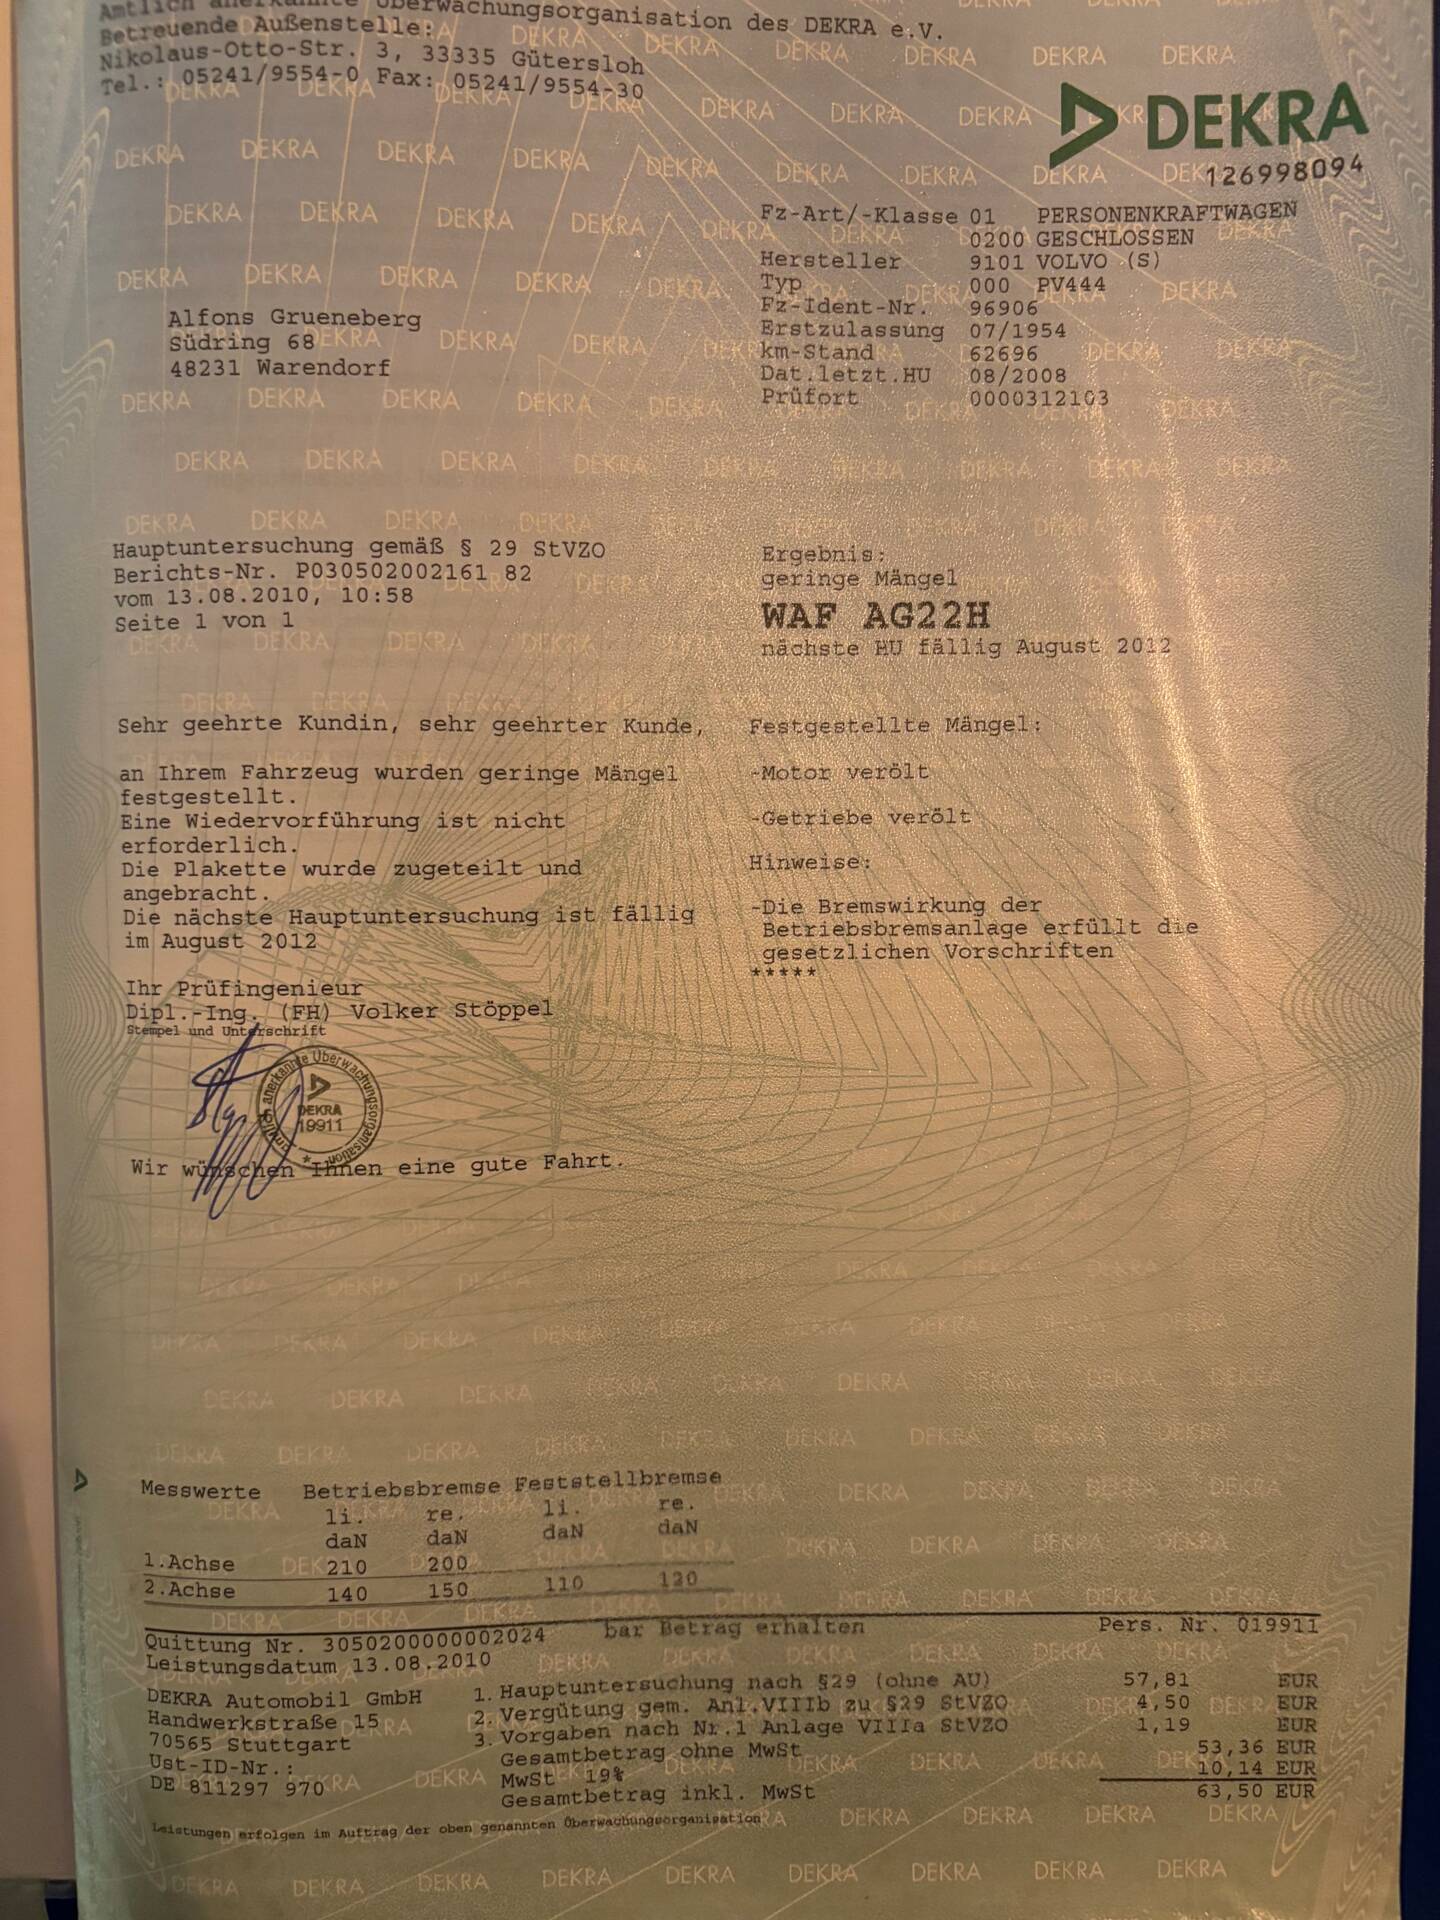 Amtlich anerkannte Überwachungsorganisation des DEKRA e.V.
Betreuende Außenstelle:
Nikolaus-Otto-Str. 3, 33335 Gütersloh
Tel.: 05241/9554-0 Fax: 05241/9554-30
DEKRA
126998094
Fz-Art/-Klasse 01 PERSONENKRAFTWAGEN
0200 GESCHLOSSEN
Hersteller 9101 VOLVO (S)
Typ 000 PV444
Fz-Ident-Nr. 96906
Erstzulassung 07/1954
km-Stand 62696
Dat.letzt.HU 08/2008
Prüfort 0000312103
Alfons Grueneberg
Südring 68
48231 Warendorf
Hauptuntersuchung gemäß § 29 StVZO
Berichts-Nr. P030502002161 82
vom 13.08.2010, 10:58
Seite 1 von 1
Ergebnis:
geringe Mängel
WAF AG22H
nächste HU fällig August 2012
Sehr geehrte Kundin, sehr geehrter Kunde,
an Ihrem Fahrzeug wurden geringe Mängel
festgestellt.
Eine Wiedervorführung ist nicht
erforderlich.
Die Plakette wurde zugeteilt und
angebracht.
Die nächste Hauptuntersuchung ist fällig
im August 2012
Ihr Prüfingenieur
Dipl.-Ing. (FH) Volker Stöppel
Stempel und Unterschrift
DEKRA
19911
Wir wünschen Ihnen eine gute Fahrt.
Festgestellte Mängel:
-Motor verölt
-Getriebe verölt
Hinweise:
-Die Bremswirkung der
Betriebsbremsanlage erfüllt die
gesetzlichen Vorschriften
*****
Messwerte Betriebsbremse Feststellbremse
li. re. li. re.
daN daN daN daN
1.Achse 210 200
2.Achse 140 150 110 120
Quittung Nr. 3050200000002024 bar Betrag erhalten Pers. Nr. 019911
Leistungsdatum 13.08.2010
DEKRA Automobil GmbH
Handwerkstraße 15
70565 Stuttgart
Ust-ID-Nr.:
DE 811297 970
1. Hauptuntersuchung nach §29 (ohne AU) 57,81 EUR
2. Vergütung gem. Anl.VIIIb zu §29 StVZO 4,50 EUR
3. Vorgaben nach Nr.1 Anlage VIIIa StVZO 1,19 EUR
Gesamtbetrag ohne MwSt 53,36 EUR
MwSt 19% 10,14 EUR
Gesamtbetrag inkl. MwSt 63,50 EUR
Leistungen erfolgen im Auftrag der oben genannten Überwachungsorganisation